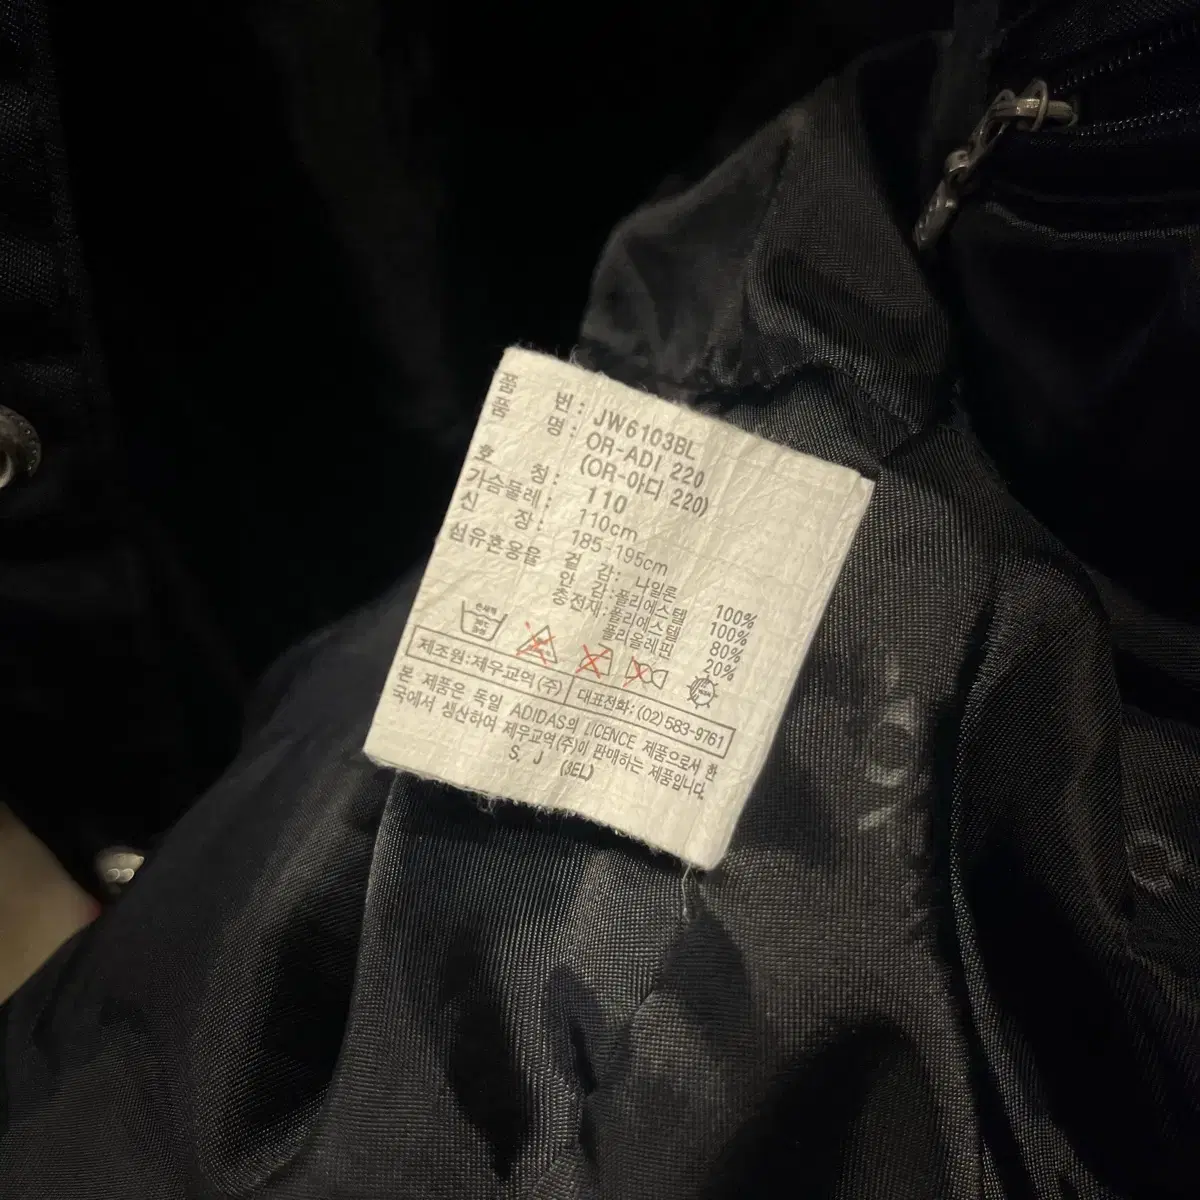 품 번: JW6103BL
품 명: OR-ADI 220
(OR-아디 220)
호 칭: 110
가슴둘레: 110cm
신 장: 185-195cm
섬유혼용율
겉 감: 나일론 100%
안 감: 폴리에스텔 100%
충 전재: 폴리에스텔 80%
폴리올레핀 20%
제조원: 제우교역(주) 대표전화: (02)583-9761
본 제품은 독일 ADIDAS의 LICENCE 제품으로서 한
국에서 생산하여 제우교역(주)이 판매하는 제품입니다.
S. J (3EL)